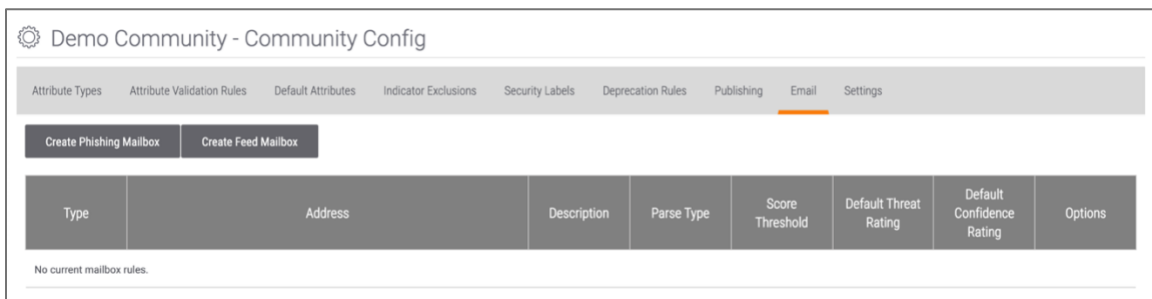 Demo Community - Community Config
Attribute Types Attribute Validation Rules Default Attributes Indicator Exclusions Security Labels Deprecation Rules Publishing Email Settings
Create Phishing Mailbox Create Feed Mailbox
Type Address Description Parse Type Score Threshold Default Threat Rating Default Confidence Rating Options
No current mailbox rules.